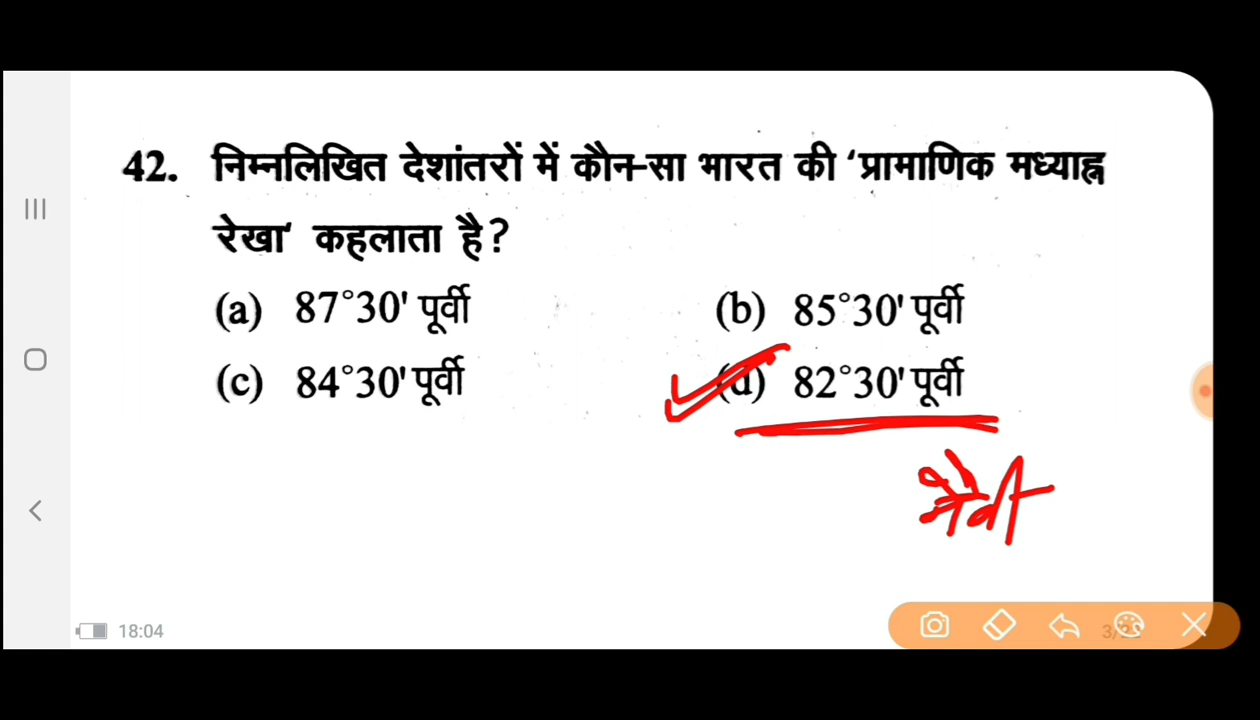 42. निम्नलिखित देशांतरों में कौन-सा भारत की 'प्रामाणिक मध्याह्न
रेखा' कहलाता है?
(a) 87°30' पूर्वी
(b) 85°30' पूर्वी
(c) 84°30' पूर्वी
(d) 82°30' पूर्वी
18:04